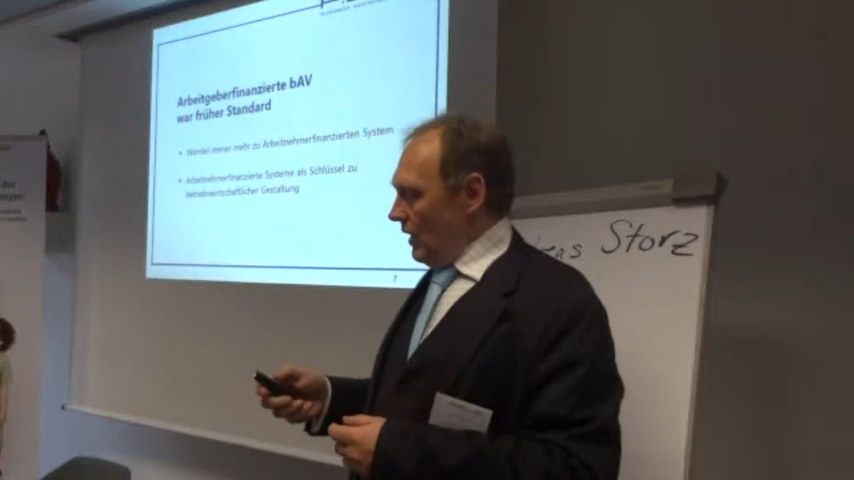 Arbeitgeberfinanzierte bAV
war früher Standard
• Wandel immer mehr zu Arbeitnehmerfinanzierten System
• Arbeitnehmerfinanzierte Systeme als Schlüssel zu
betriebswirtschaftlicher Gestaltung
7
Storz